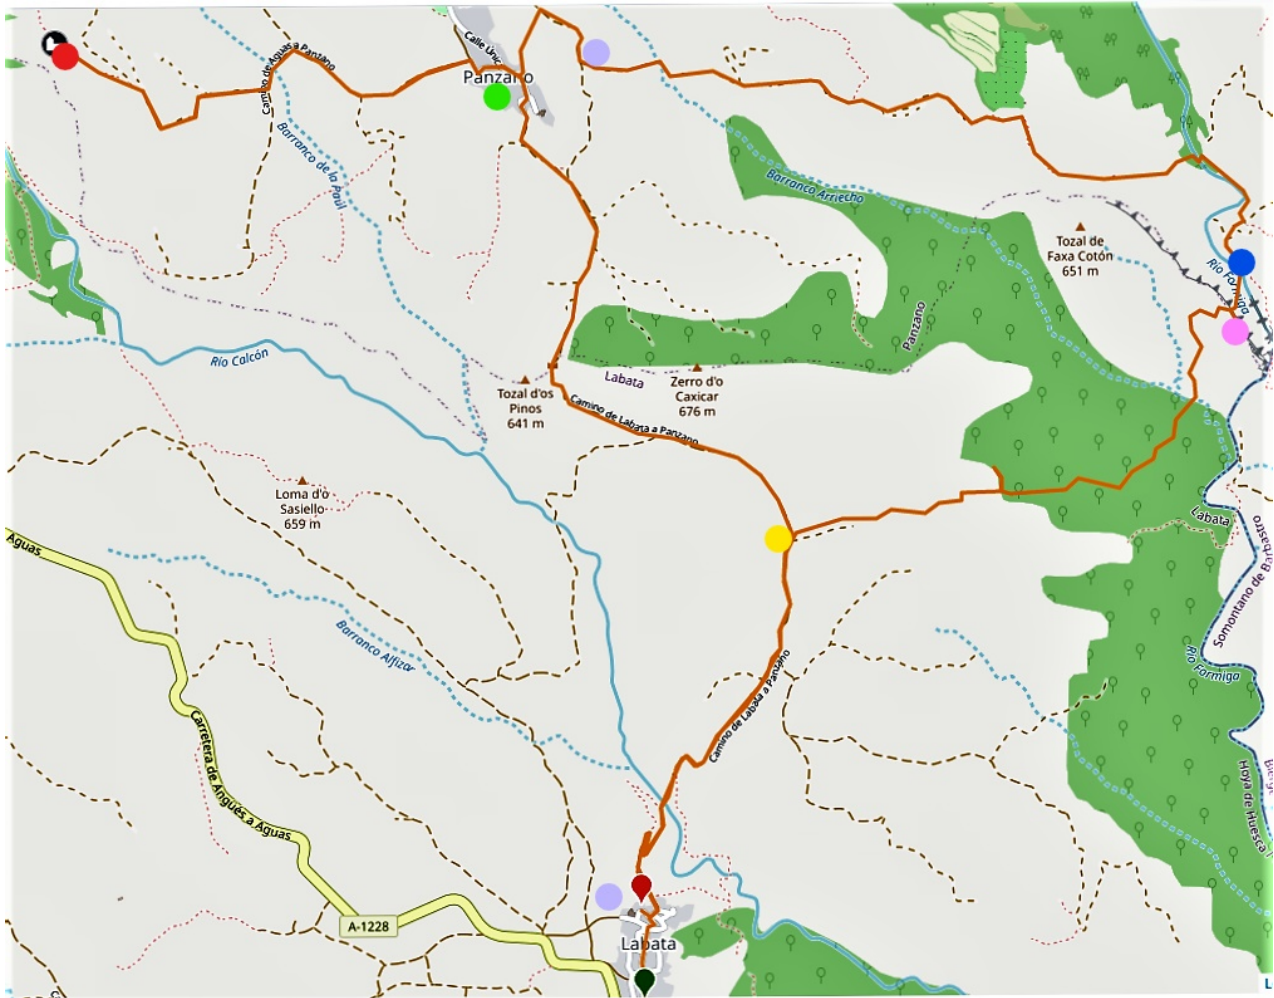 Calle Únic
Panzano
Camino de Aguas a Panzano
Barranco de la Paúl
Barranco Arriecho
Tozal de
Faxa Cotón
651 m
Río Formiga
Panzano
Labata
Río Calcón
Tozal d'os
Pinos
641 m
Zerro d'o
Caxicar
676 m
Camino de Labata a Panzano
Loma d'o
Sasiello
659 m
Labata
Somontano de Barbastro
Aguas
Barranco Alfizar
Río Formiga
Camino de Labata a Panzano
Carretera de Angüés a Aguas
Hoya de Huesca
A-1228
Labata
L